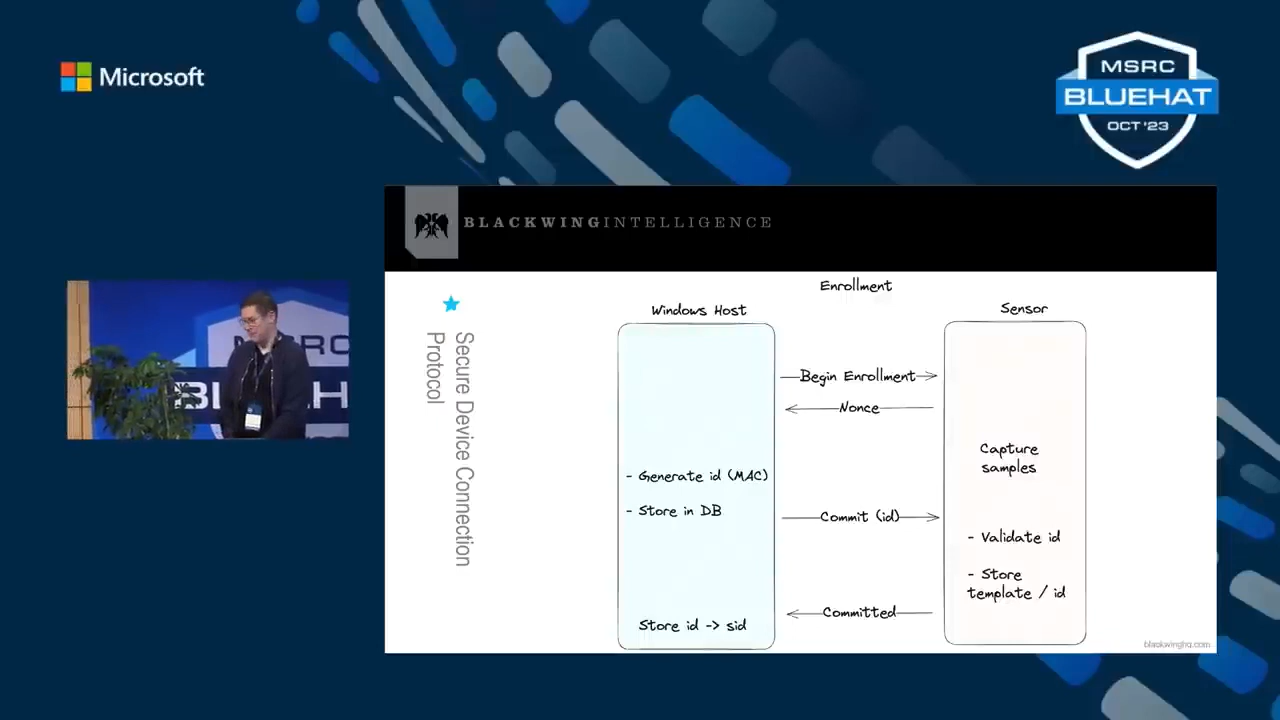 Microsoft
MSRC
BLUEHAT
OCT '23
BLACKWINGINTELLIGENCE
Secure Device Connection
Protocol
Enrollment
Windows Host
Sensor
Begin Enrollment
Nonce
Capture
samples
- Generate id (MAC)
- Store in DB
Commit (id)
- Validate id
- Store
template / id
Committed
Store id -> sid
blackwinghq.com
MSRC
BLUEH